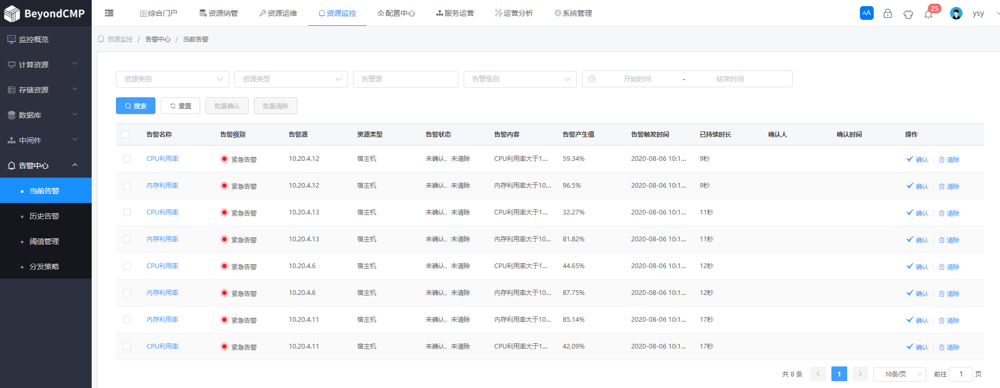 BeyondCMP
综合门户 资源纳管 资源运维 资源监控 配置中心 服务运营 运营分析 系统管理 AA 25 ysy
监控概览
计算资源
存储资源
数据库
中间件
告警中心
当前告警
历史告警
阈值管理
分发策略
资源监控 / 告警中心 / 当前告警
资源类别 资源类型 告警源 告警级别 开始时间 - 结束时间
搜索 重置 批量确认 批量清除
告警名称 告警级别 告警源 资源类型 告警状态 告警内容 告警产生值 告警触发时间 已持续时长 确认人 确认时间 操作
CPU利用率 紧急告警 10.20.4.12 宿主机 未确认，未清除 CPU利用率大于1... 59.34% 2020-08-06 10:1... 9秒 确认 清除
内存利用率 紧急告警 10.20.4.12 宿主机 未确认，未清除 内存利用率大于10... 96.5% 2020-08-06 10:1... 9秒 确认 清除
CPU利用率 紧急告警 10.20.4.13 宿主机 未确认，未清除 CPU利用率大于1... 32.27% 2020-08-06 10:1... 11秒 确认 清除
内存利用率 紧急告警 10.20.4.13 宿主机 未确认，未清除 内存利用率大于10... 81.82% 2020-08-06 10:1... 11秒 确认 清除
CPU利用率 紧急告警 10.20.4.6 宿主机 未确认，未清除 CPU利用率大于1... 44.65% 2020-08-06 10:1... 12秒 确认 清除
内存利用率 紧急告警 10.20.4.6 宿主机 未确认，未清除 内存利用率大于10... 87.75% 2020-08-06 10:1... 12秒 确认 清除
内存利用率 紧急告警 10.20.4.11 宿主机 未确认，未清除 内存利用率大于10... 85.14% 2020-08-06 10:1... 17秒 确认 清除
CPU利用率 紧急告警 10.20.4.11 宿主机 未确认，未清除 CPU利用率大于1... 42.09% 2020-08-06 10:1... 17秒 确认 清除
共 8 条 1 10条/页 前往 1 页